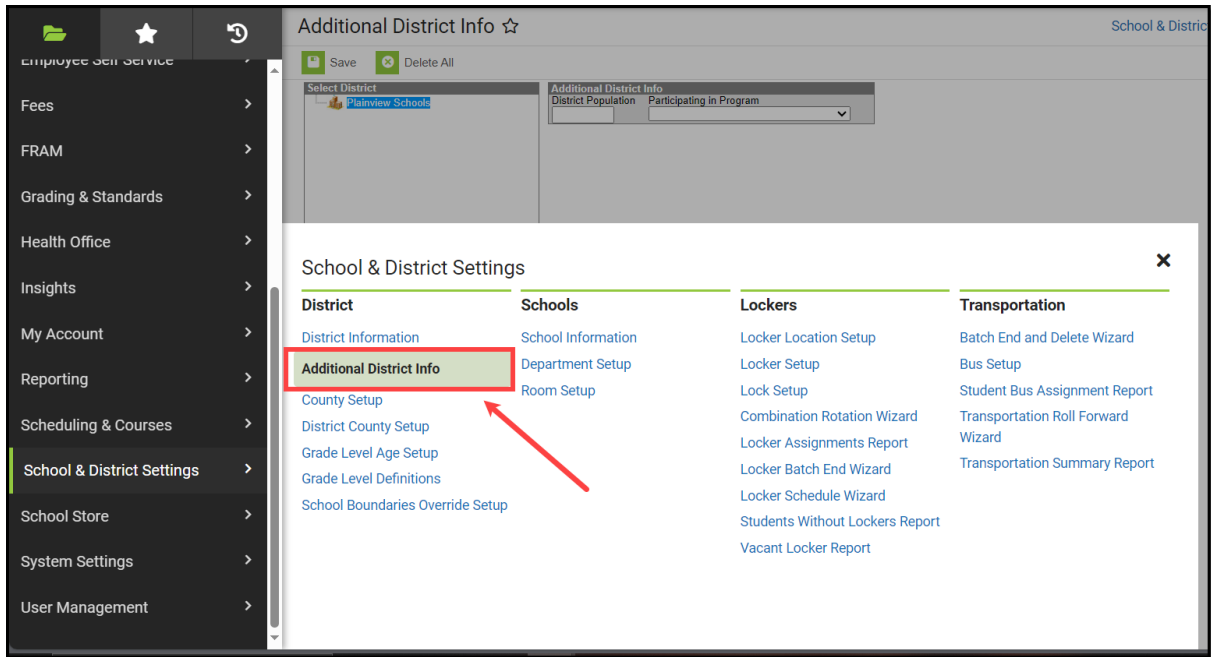 Additional District Info
School & Distric
Save
Delete All
Select District
Plainview Schools
Additional District Info
District Population
Participating in Program
Employee Self Service
Fees
FRAM
Grading & Standards
Health Office
Insights
My Account
Reporting
Scheduling & Courses
School & District Settings
School Store
System Settings
User Management
School & District Settings
District
District Information
Additional District Info
County Setup
District County Setup
Grade Level Age Setup
Grade Level Definitions
School Boundaries Override Setup
Schools
School Information
Department Setup
Room Setup
Lockers
Locker Location Setup
Locker Setup
Lock Setup
Combination Rotation Wizard
Locker Assignments Report
Locker Batch End Wizard
Locker Schedule Wizard
Students Without Lockers Report
Vacant Locker Report
Transportation
Batch End and Delete Wizard
Bus Setup
Student Bus Assignment Report
Transportation Roll Forward
Wizard
Transportation Summary Report